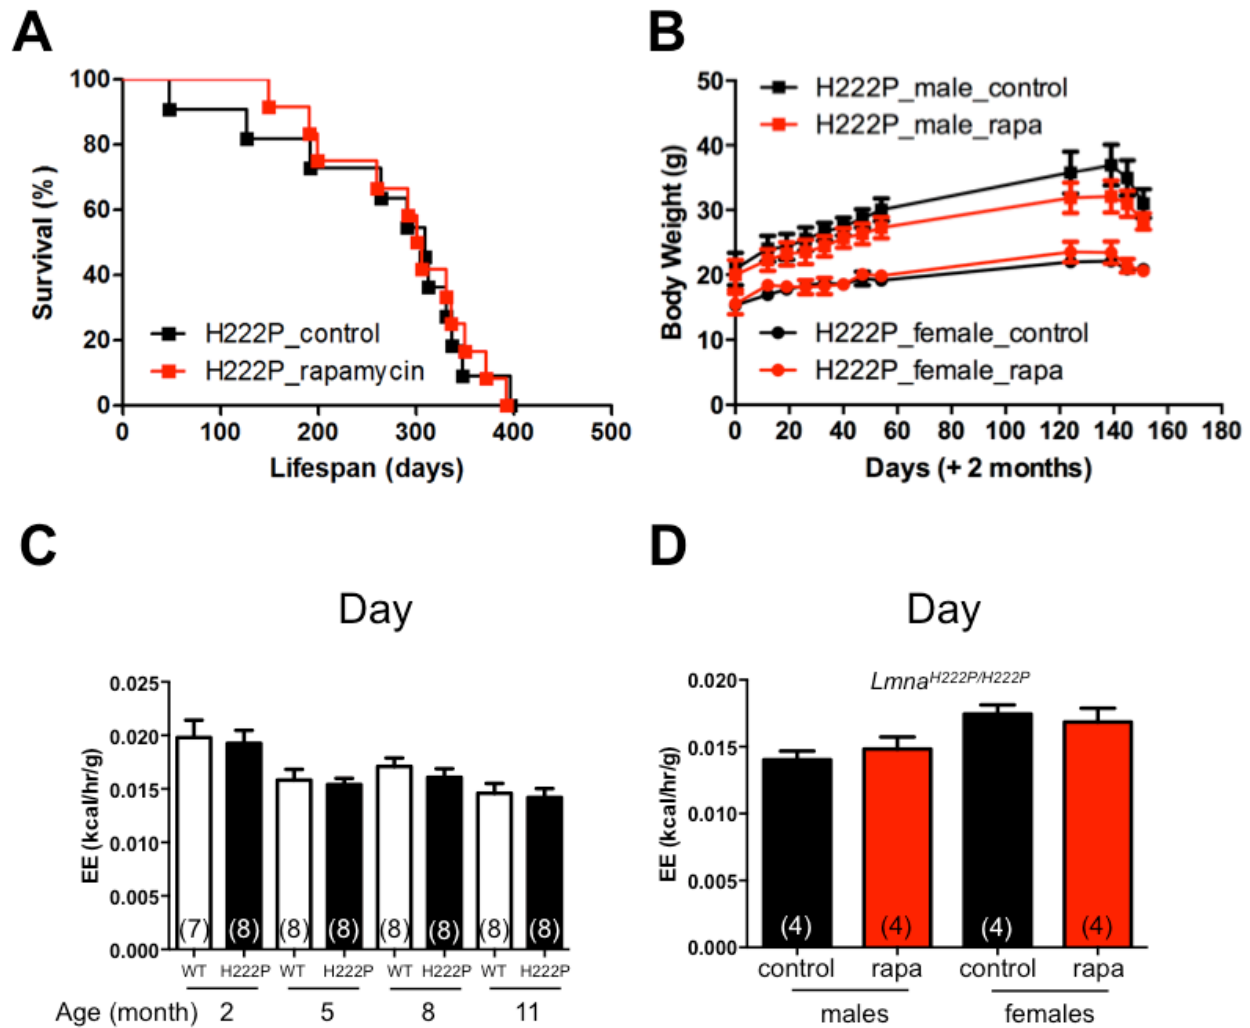 A
B
100
80
60
40
20
0
Survival (%)
H222P_control
H222P_rapamycin
0 100 200 300 400 500
Lifespan (days)
50
40
30
20
10
0
Body Weight (g)
H222P_male_control
H222P_male_rapa
H222P_female_control
H222P_female_rapa
0 20 40 60 80 100 120 140 160 180
Days (+ 2 months)
C
D
Day
0.025
0.020
0.015
0.010
0.005
0.000
EE (kcal/hr/g)
(7) (8) (8) (8) (8) (8) (8) (8)
WT H222P WT H222P WT H222P WT H222P
Age (month) 2 5 8 11
Day
Lmna^H222P/H222P
0.020
0.015
0.010
0.005
0.000
EE (kcal/hr/g)
(4) (4) (4) (4)
control rapa control rapa
males females